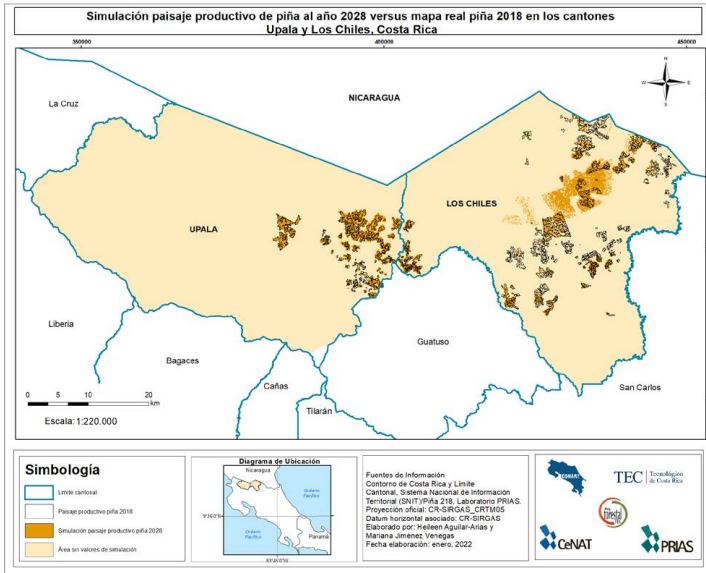 Simulación paisaje productivo de piña al año 2028 versus mapa real piña 2018 en los cantones
Upala y Los Chiles, Costa Rica
350000
400000
450000
N
W
E
S
La Cruz
NICARAGUA
LOS CHILES
UPALA
Liberia
Guatuso
Bagaces
San Carlos
Cañas
Tilarán
0 5 10 20
km
Escala: 1:220.000
Simbología
Limite cantonal
Paisaje productivo piña 2018
Simulación paisaje productivo piña 2028
Área sin valores de simulación
Diagrama de Ubicación
Nicaragua
Océano
Pacífico
Océano
Pacífico
Panamá
Fuentes de Información
Contorno de Costa Rica y Límite
Cantonal, Sistema Nacional de Información
Territorial (SNIT)/Piña 218, Laboratorio PRIAS.
Proyección oficial: CR-SIRGAS_CRTM05
Datum horizontal asociado: CR-SIRGAS
Elaborado por: Heileen Aguilar-Arias y
Mariana Jiménez Venegas
Fecha elaboración: enero, 2022
TEC
Tecnológico
de Costa Rica
forestal
CeNAT
PRIAS